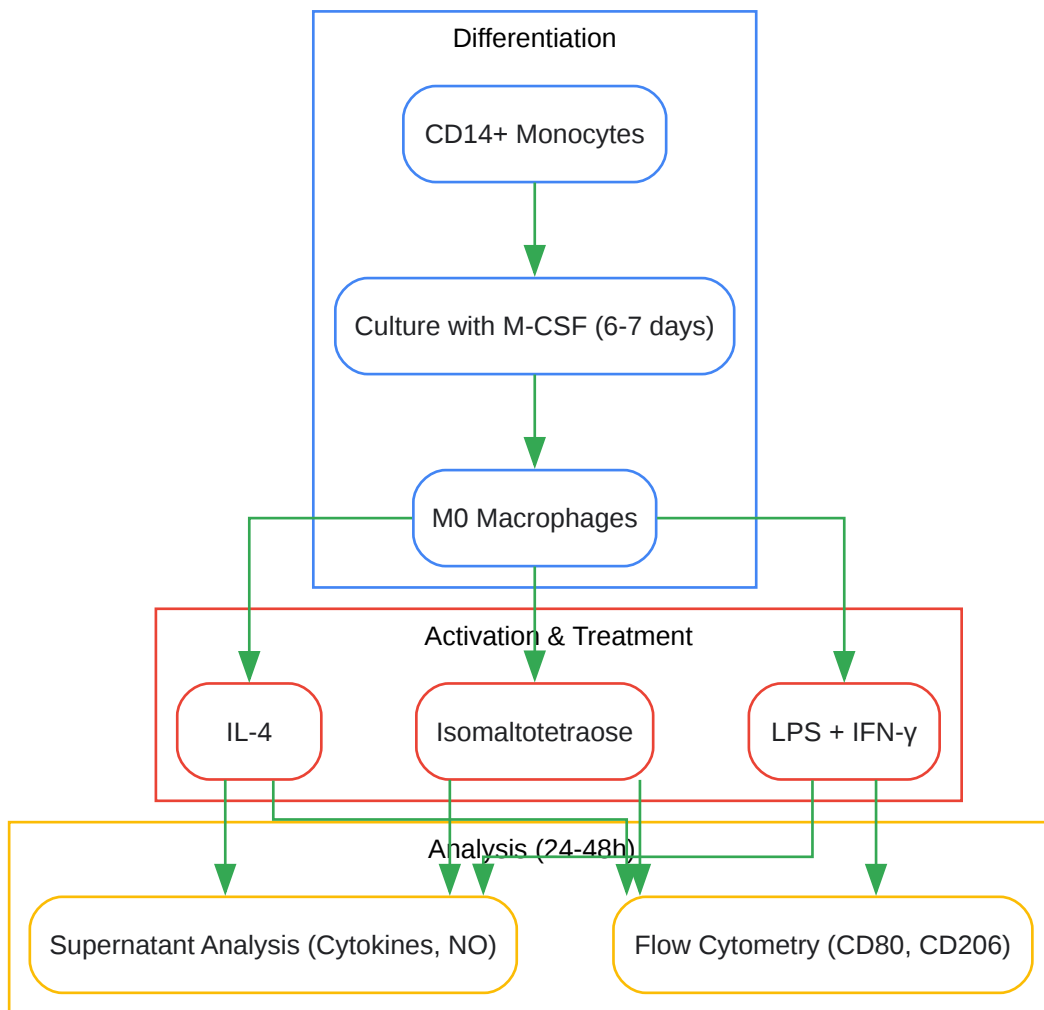 Differentiation
CD14+ Monocytes
Culture with M-CSF (6-7 days)
M0 Macrophages
Activation & Treatment
IL-4
Isomaltotetraose
LPS + IFN-γ
Analysis (24-48h)
Supernatant Analysis (Cytokines, NO)
Flow Cytometry (CD80, CD206)